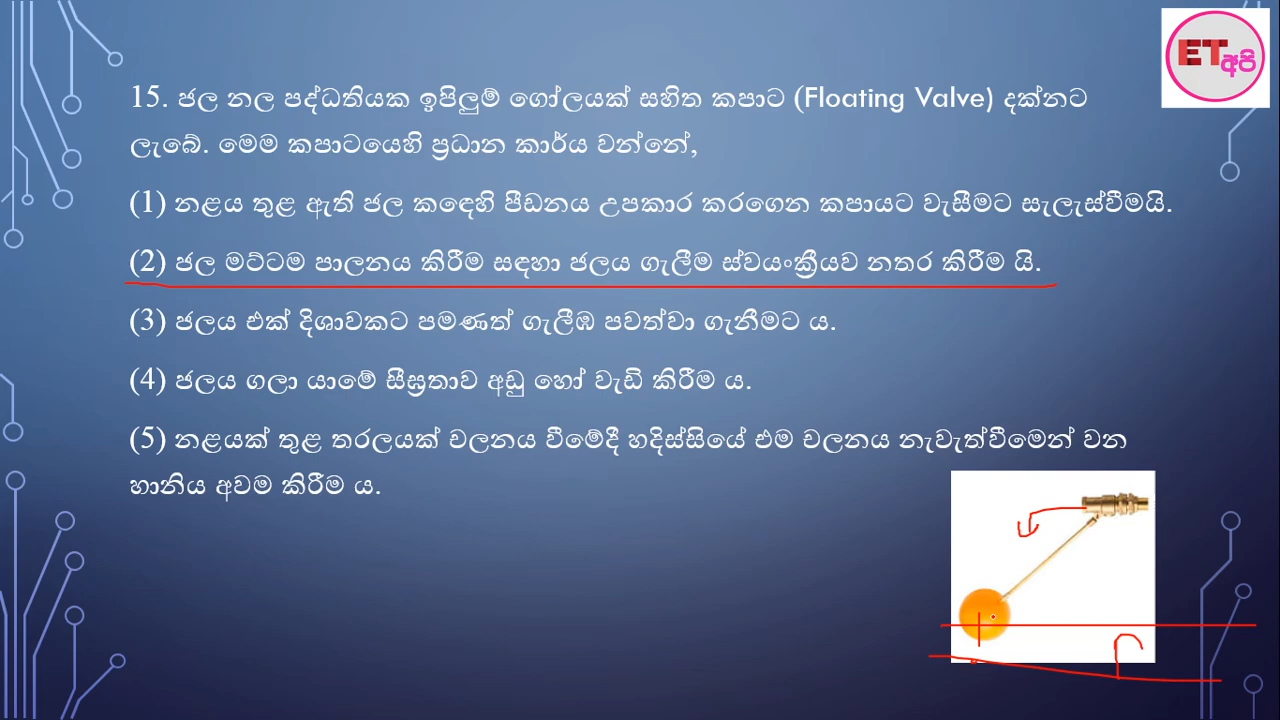 ET
අපි
15. ජල නල පද්ධතියක ඉපිලුම් ගෝලයක් සහිත කපාට (Floating Valve) දක්නට
ලැබේ. මෙම කපාටයෙහි ප්‍රධාන කාර්ය වන්නේ,
(1) නළය තුළ ඇති ජල කඳෙහි පීඩනය උපකාර කරගෙන කපායට වැසීමට සැලැස්වීමයි.
(2) ජල මට්ටම පාලනය කිරීම සඳහා ජලය ගැලීම ස්වයංක්‍රීයව නතර කිරීම යි.
(3) ජලය එක් දිශාවකට පමණත් ගැලීඹ පවත්වා ගැනීමට ය.
(4) ජලය ගලා යාමේ සීඝ්‍රතාව අඩු හෝ වැඩි කිරීම ය.
(5) නළයක් තුළ තරලයක් චලනය වීමේදී හදිස්සියේ එම චලනය නැවැත්වීමෙන් වන
හානිය අවම කිරීම ය.